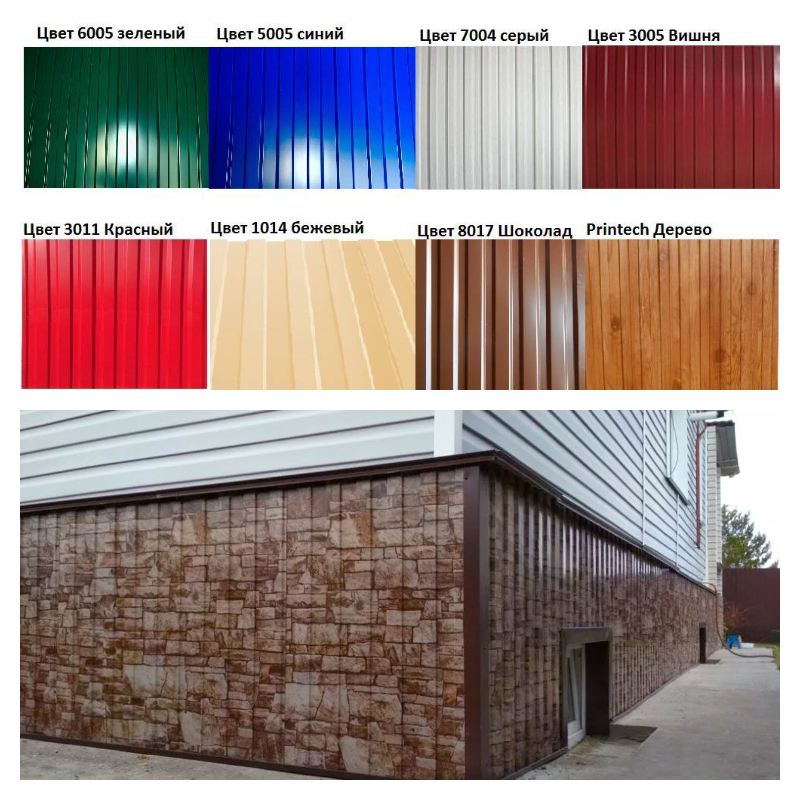 Цвет 6005 зеленый
Цвет 5005 синий
Цвет 7004 серый
Цвет 3005 Вишня
Цвет 3011 Красный
Цвет 1014 бежевый
Цвет 8017 Шоколад
Printech Дерево